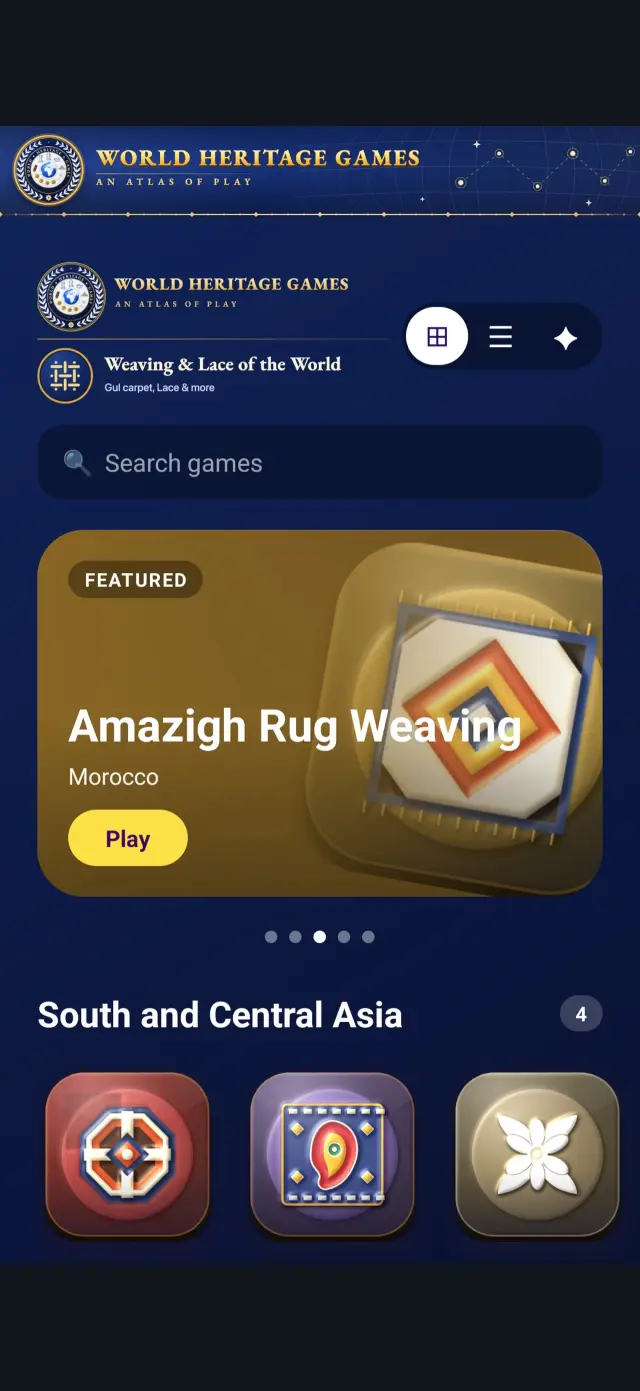 WORLD HERITAGE GAMES
AN ATLAS OF PLAY
WORLD HERITAGE GAMES
AN ATLAS OF PLAY
Weaving & Lace of the World
Gul carpet, Lace & more
Search games
FEATURED
Amazigh Rug Weaving
Morocco
Play
South and Central Asia
4